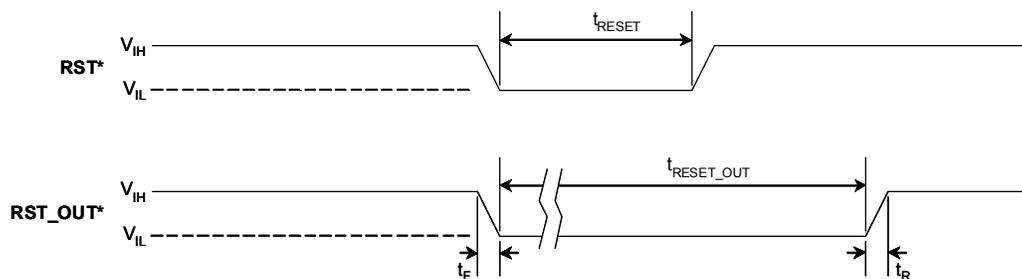 tRESET
VIH
RST*
VIL
tRESET_OUT
VIH
RST_OUT*
VIL
tF
tR